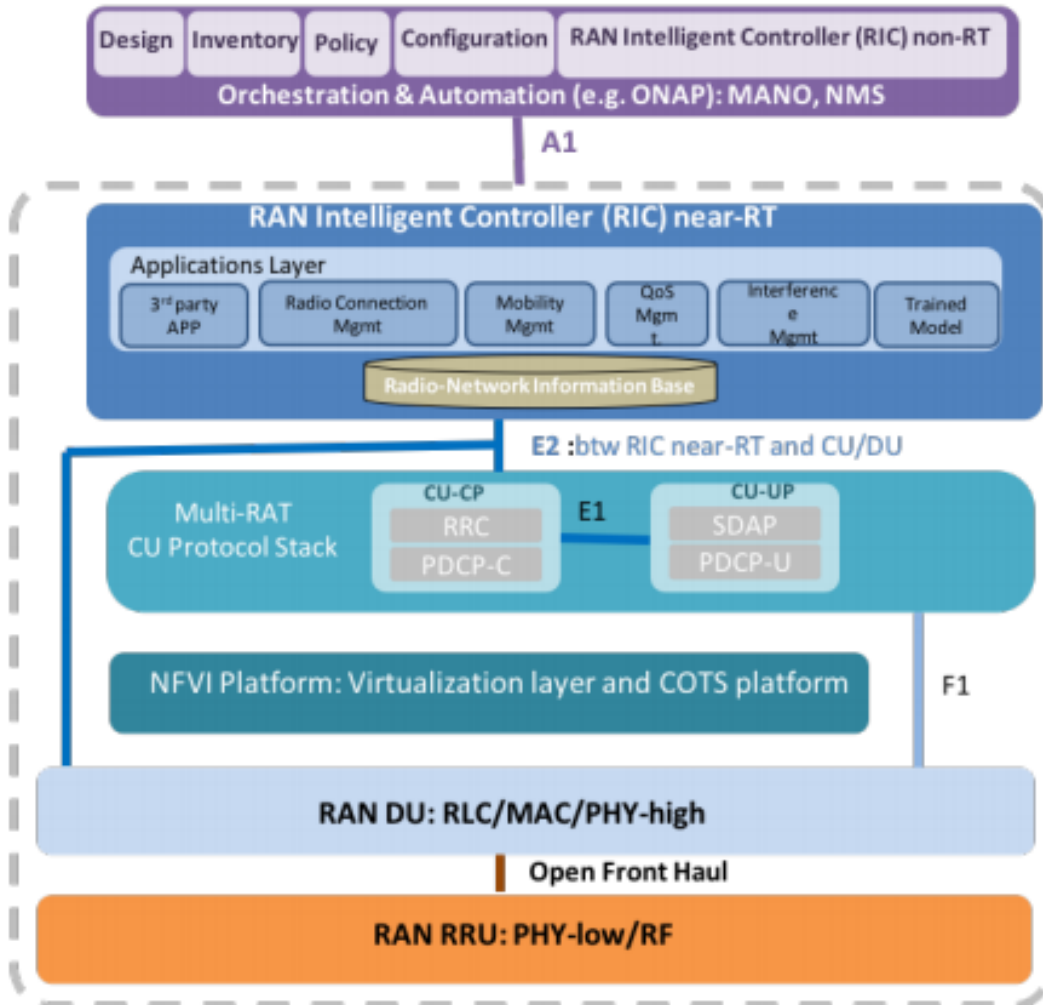 Design Inventory Policy Configuration RAN Intelligent Controller (RIC) non-RT
Orchestration & Automation (e.g. ONAP): MANO, NMS
A1
RAN Intelligent Controller (RIC) near-RT
Applications Layer
3rd party
APP
Radio Connection
Mgmt
Mobility
Mgmt
QoS
Mgm
t.
Interferenc
e
Mgmt
Trained
Model
Radio-Network Information Base
E2 :btw RIC near-RT and CU/DU
Multi-RAT
CU Protocol Stack
CU-CP
RRC
PDCP-C
E1
CU-UP
SDAP
PDCP-U
NFVI Platform: Virtualization layer and COTS platform
F1
RAN DU: RLC/MAC/PHY-high
Open Front Haul
RAN RRU: PHY-low/RF